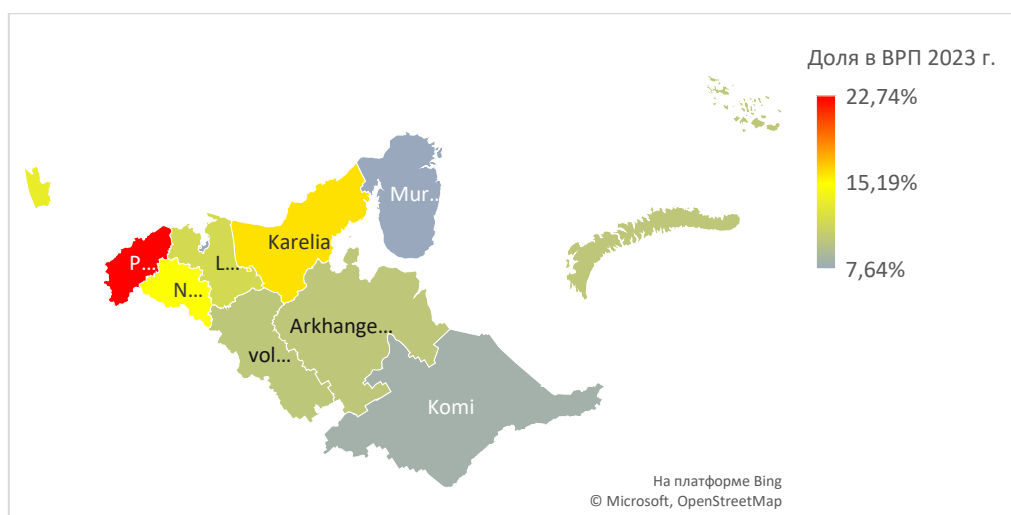 Доля в ВРП 2023 г.
22,74%
15,19%
7,64%
Mur...
Karelia
P...
L...
N...
Arkhange...
vol...
Komi
На платформе Bing
© Microsoft, OpenStreetMap